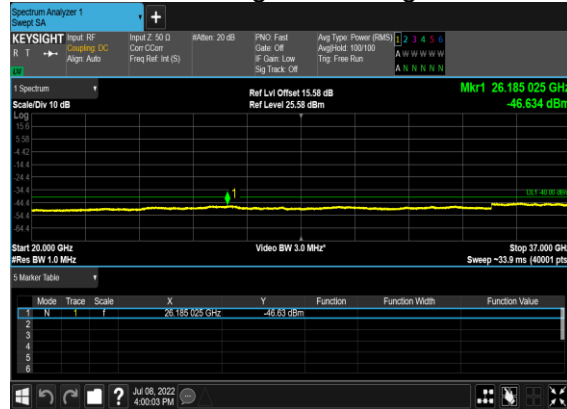 Spectrum Analyzer 1
Swept SA
+
KEYSIGHT Input: RF Input Z: 50 Ω #Atten: 20 dB PNO: Fast Avg Type: Power (RMS) 1 2 3 4 5 6
R T Coupling: DC Corr CCorr Gate: Off Avg|Hold: 100/100 A W W W W W
Align: Auto Freq Ref: Int (S) IF Gain: Low Trig: Free Run
Sig Track: Off A N N N N N
1 Spectrum Ref Lvl Offset 15.58 dB Mkr1 26.185 025 GHz
Scale/Div 10 dB Ref Level 25.58 dBm -46.634 dBm
Log
15.6
5.58
-4.42
-14.4
-24.4
-34.4
1
DL1 -40.00 dBm
-44.4
-54.4
-64.4
Start 20.000 GHz Video BW 3.0 MHz* Stop 37.000 GHz
#Res BW 1.0 MHz Sweep ~33.9 ms (40001 pts)
5 Marker Table
Mode Trace Scale X Y Function Function Width Function Value
1 N 1 f 26.185 025 GHz -46.63 dBm
2
3
4
5
6
? Jul 08, 2022
4:00:03 PM